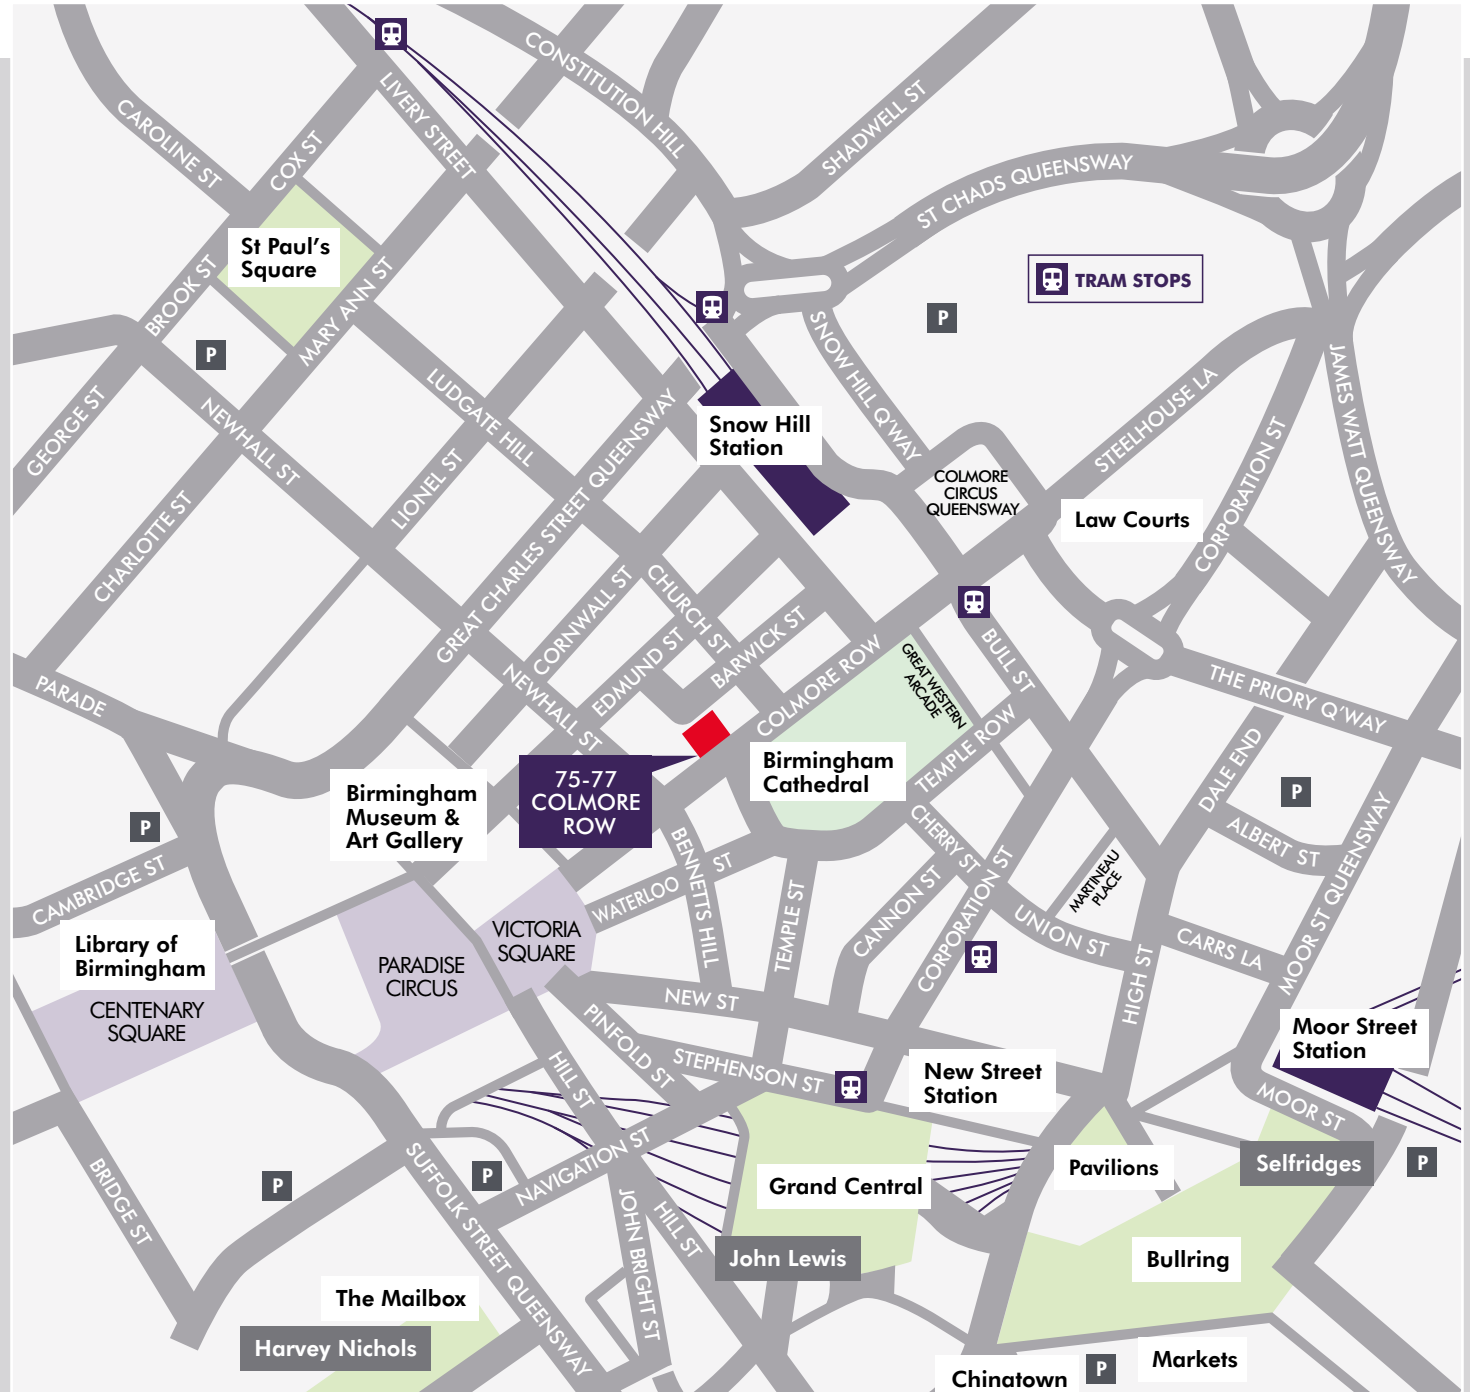 CONSTITUTION HILL
LIVERY STREET
CAROLINE ST
COX ST
SHADWELL ST
ST CHADS QUEENSWAY
St Paul's
Square
TRAM STOPS
BROOK ST
MARY ANN ST
P
P
SNOW HILL Q'WAY
JAMES WATT QUEENSWAY
GEORGE ST
NEWHALL ST
LUDGATE HILL
STEELHOUSE LA
Snow Hill
Station
CORPORATION ST
LIONEL ST
GREAT CHARLES STREET QUEENSWAY
COLMORE
CIRCUS
QUEENSWAY
Law Courts
CHARLOTTE ST
CORNWALL ST
CHURCH ST
EDMUND ST
BARWICK ST
COLMORE ROW
GREAT WESTERN
ARCADE
BULL ST
PARADE
NEWHALL ST
THE PRIORY Q'WAY
TEMPLE ROW
Birmingham
Cathedral
75-77
COLMORE
ROW
Birmingham
Museum &
Art Gallery
DALE END
P
P
ALBERT ST
MOOR ST QUEENSWAY
CHERRY ST
BENNETTS HILL
WATERLOO ST
CAMBRIDGE ST
MARTINEAU
PLACE
TEMPLE ST
CANNON ST
CORPORATION ST
UNION ST
CARRS LA
HIGH ST
VICTORIA
SQUARE
Library of
Birmingham
PARADISE
CIRCUS
CENTENARY
SQUARE
NEW ST
PINFOLD ST
STEPHENSON ST
Moor Street
Station
New Street
Station
HILL ST
MOOR ST
NAVIGATION ST
Pavilions
Selfridges
P
P
P
BRIDGE ST
SUFFOLK STREET QUEENSWAY
Grand Central
JOHN BRIGHT ST
HILL ST
John Lewis
Bullring
The Mailbox
Harvey Nichols
Markets
Chinatown
P